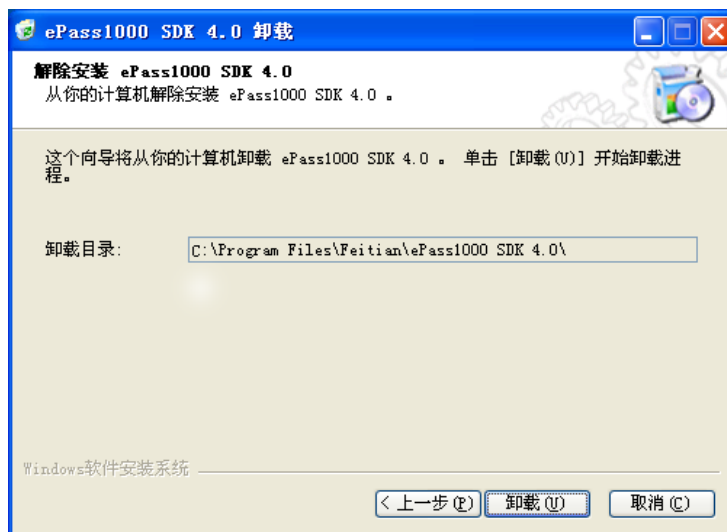 ePass1000 SDK 4.0 卸载
解除安装 ePass1000 SDK 4.0
从你的计算机解除安装 ePass1000 SDK 4.0 。
这个向导将从你的计算机卸载 ePass1000 SDK 4.0 。 单击 [卸载(U)] 开始卸载进
程。
卸载目录: C:\Program Files\Feitian\ePass1000 SDK 4.0\
Windows软件安装系统
< 上一步(P) 卸载(U) 取消(C)